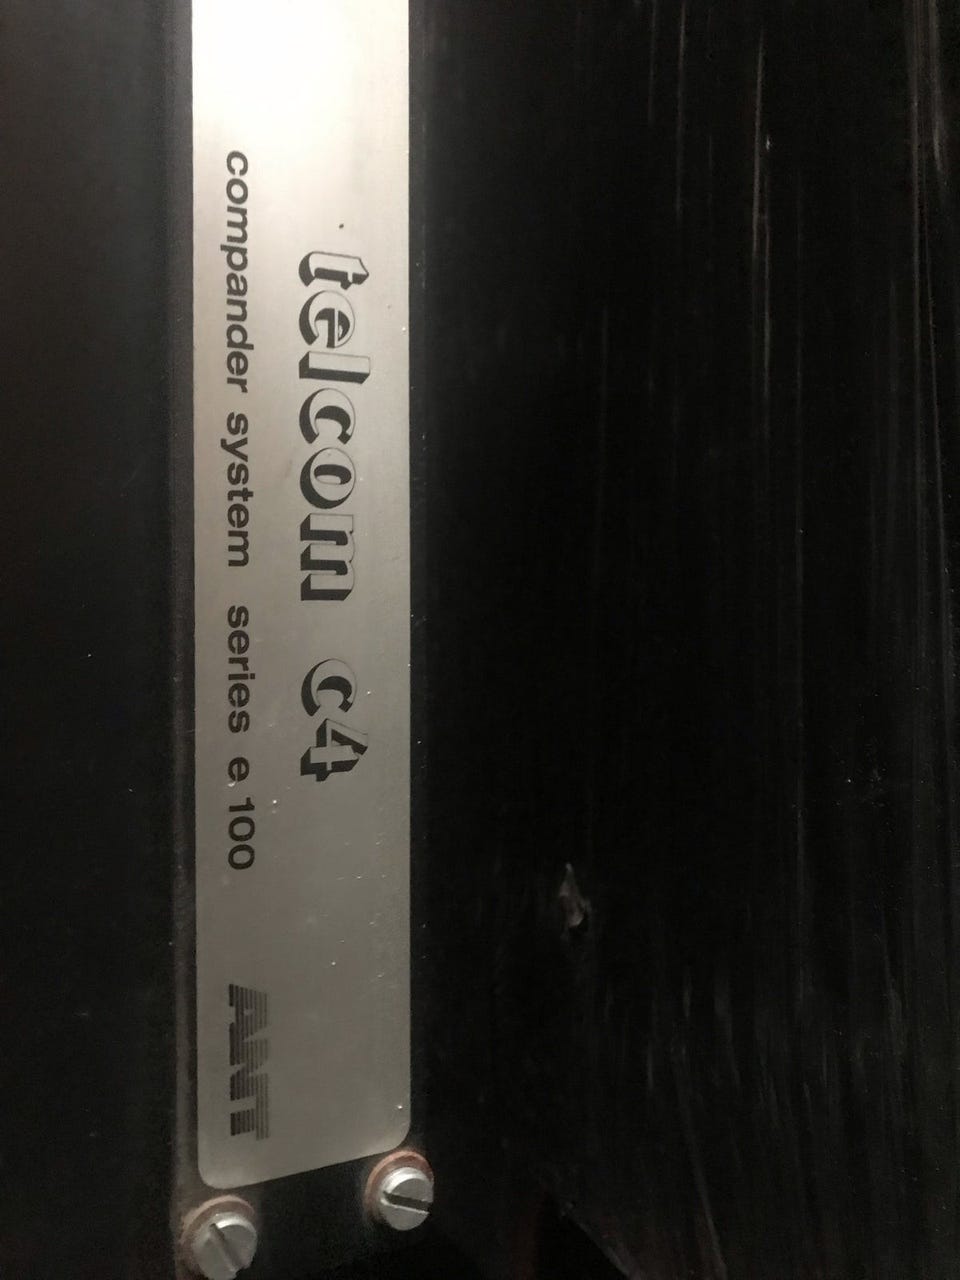 telcom c4
compander system series e 100
ANT